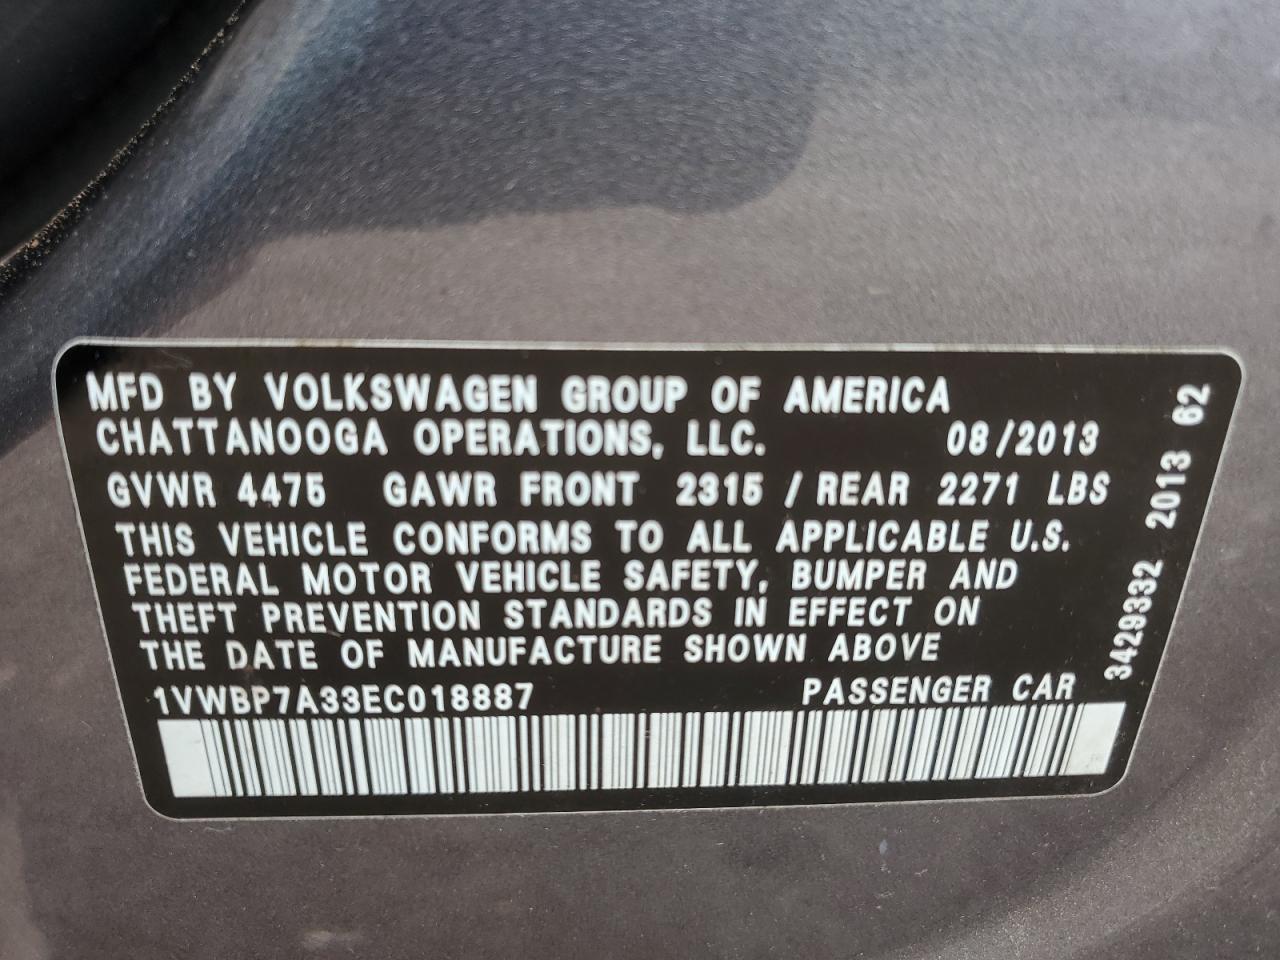 MFD BY VOLKSWAGEN GROUP OF AMERICA
CHATTANOOGA OPERATIONS, LLC. 08/2013
GVWR 4475 GAWR FRONT 2315 / REAR 2271 LBS
THIS VEHICLE CONFORMS TO ALL APPLICABLE U.S.
FEDERAL MOTOR VEHICLE SAFETY, BUMPER AND
THEFT PREVENTION STANDARDS IN EFFECT ON
THE DATE OF MANUFACTURE SHOWN ABOVE
1VWBP7A33EC018887 PASSENGER CAR
3429332 2013 62